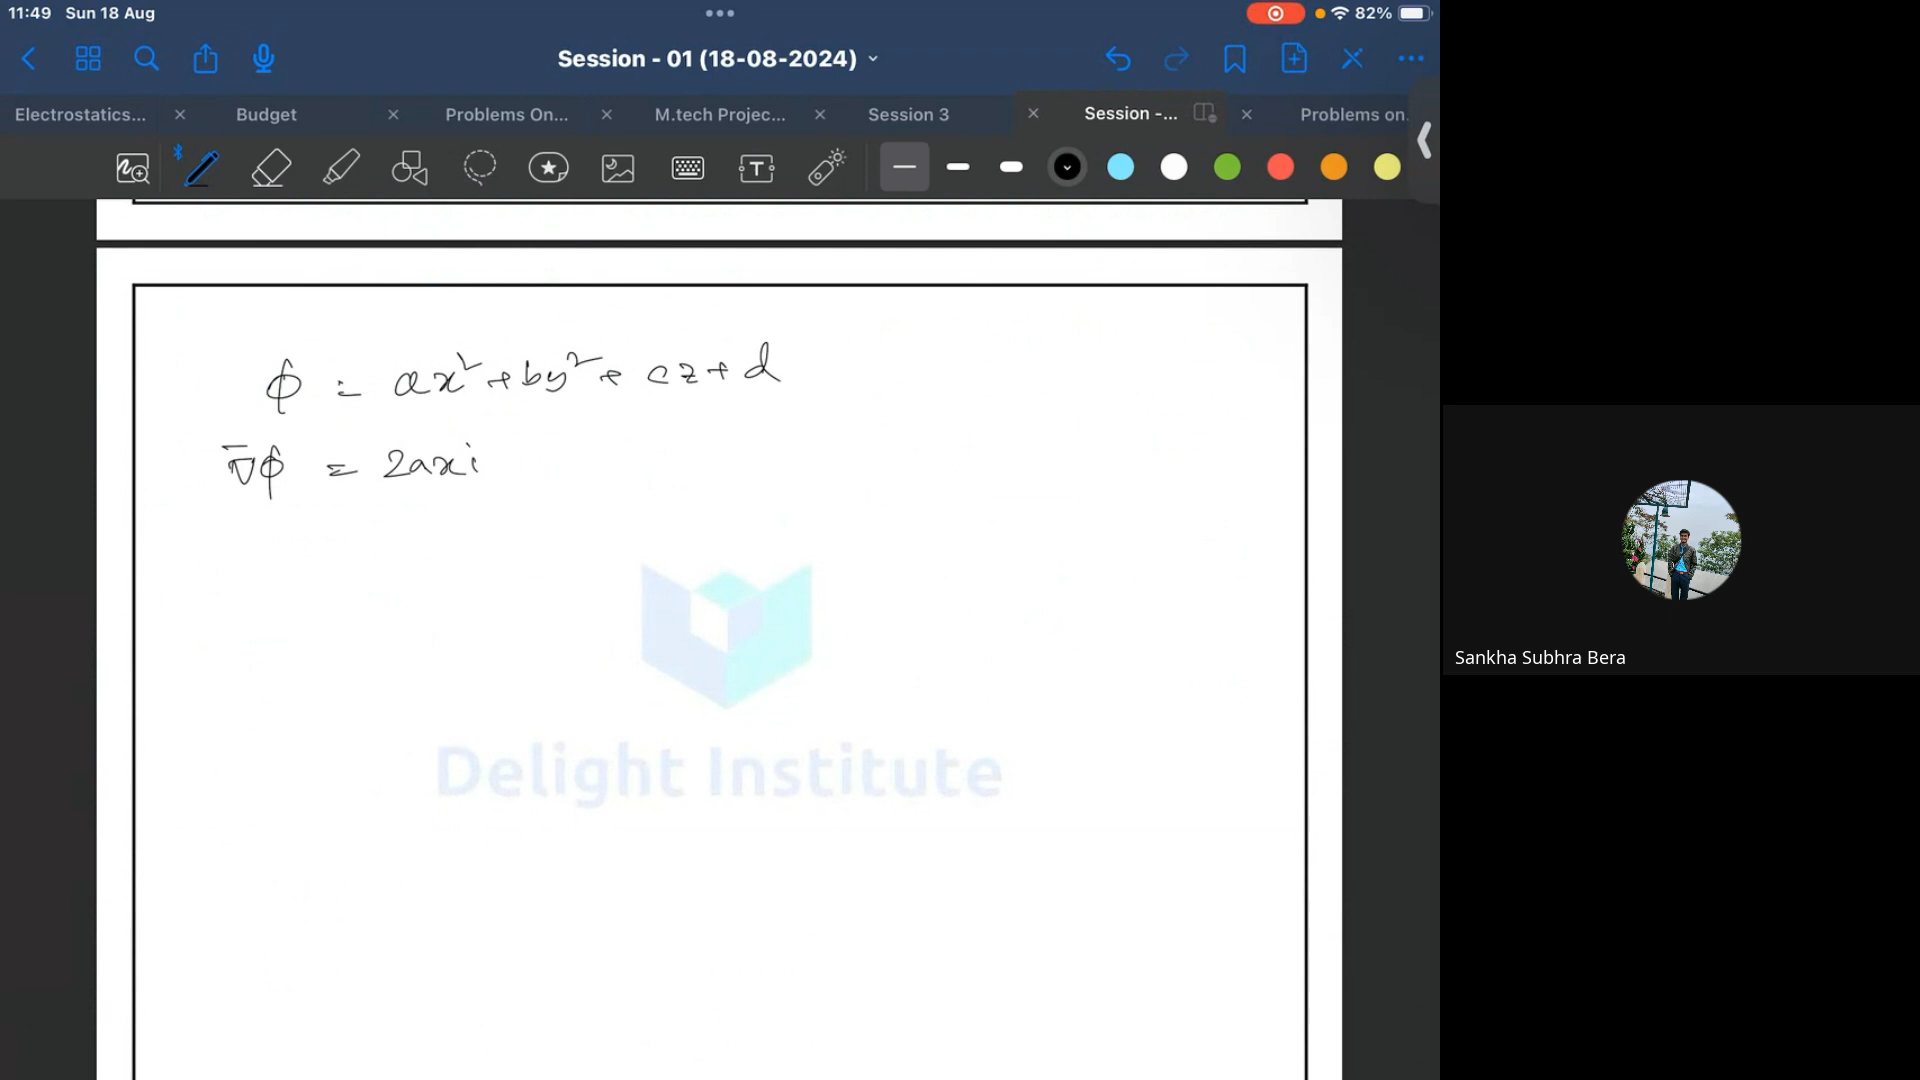 11:49 Sun 18 Aug
82%
Session - 01 (18-08-2024)
Electrostatics... Budget Problems On... M.tech Projec... Session 3 Session -... Problems on.
T
ϕ = ax² + by² + cz + d
∇̅ϕ = 2axi
Delight Institute
Sankha Subhra Bera